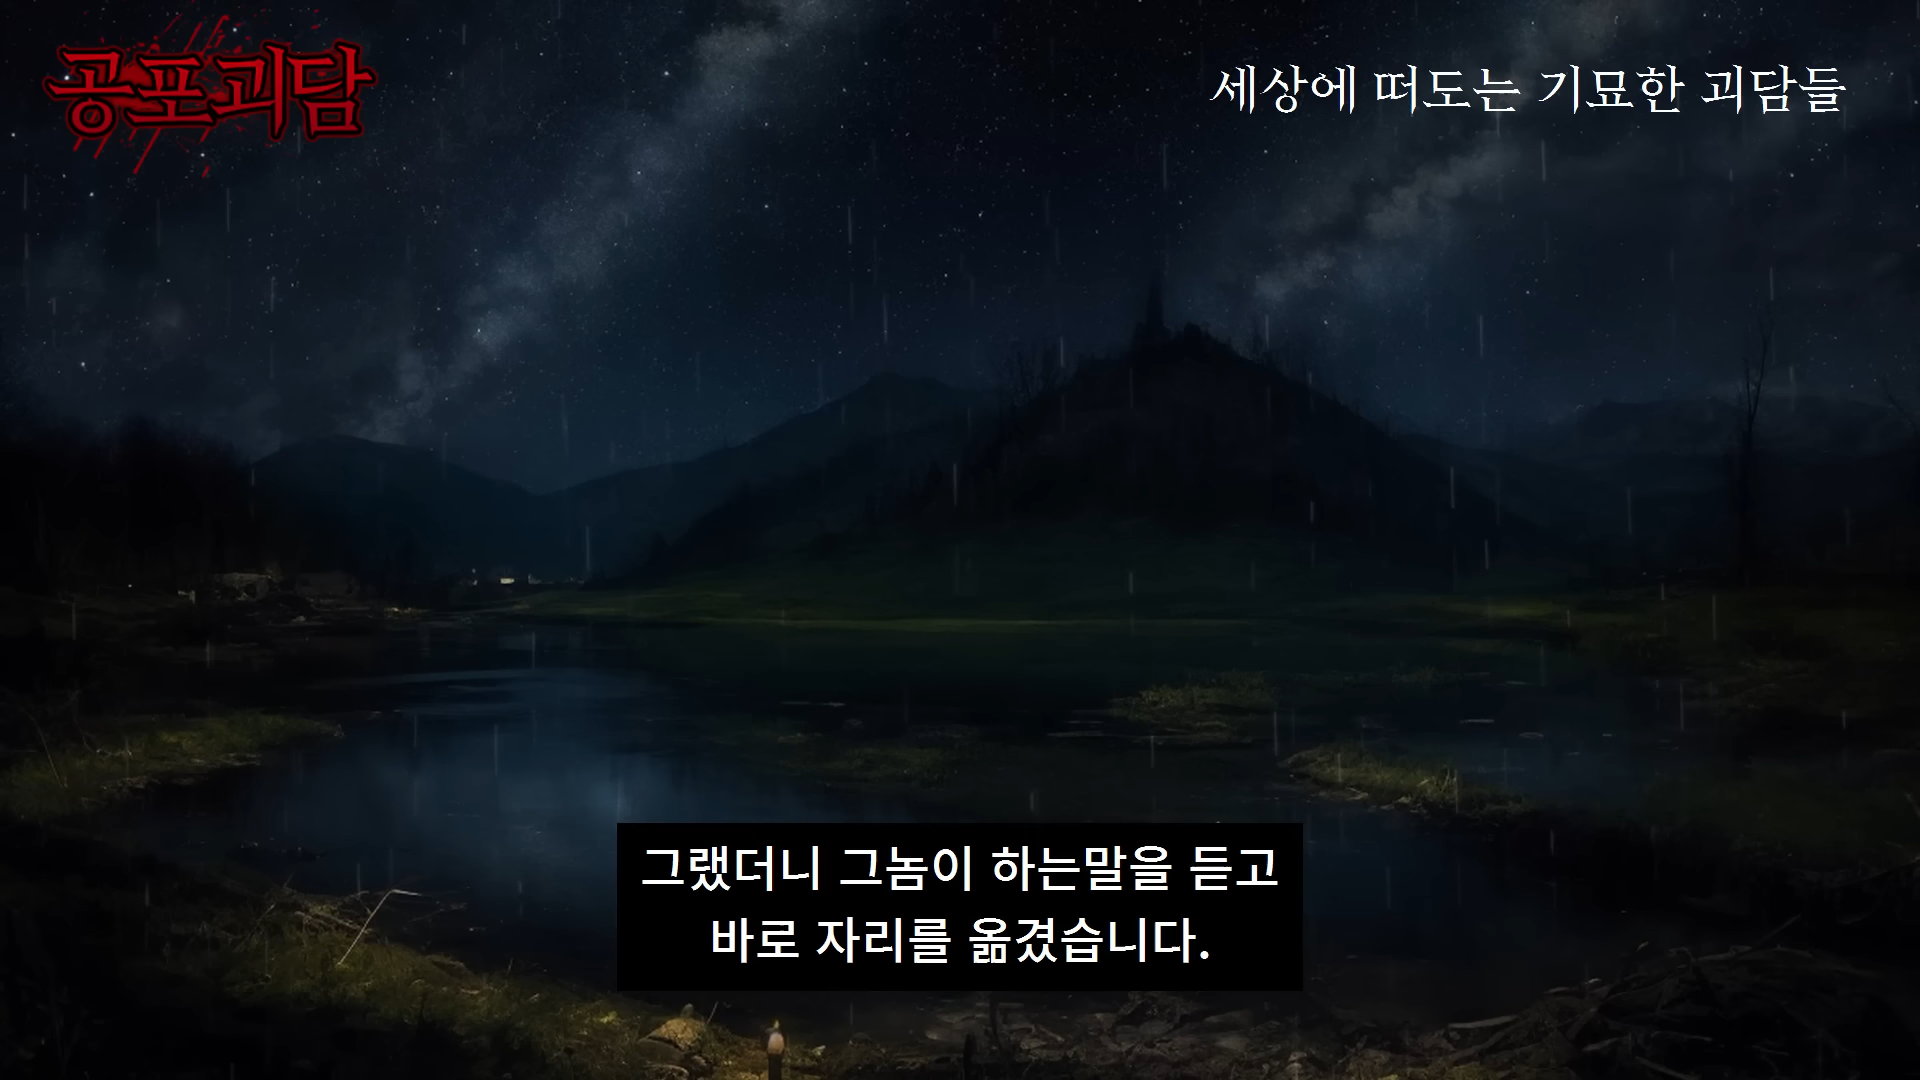 공포괴담
세상에 떠도는 기묘한 괴담들
그랬더니 그놈이 하는말을 듣고
바로 자리를 옮겼습니다.